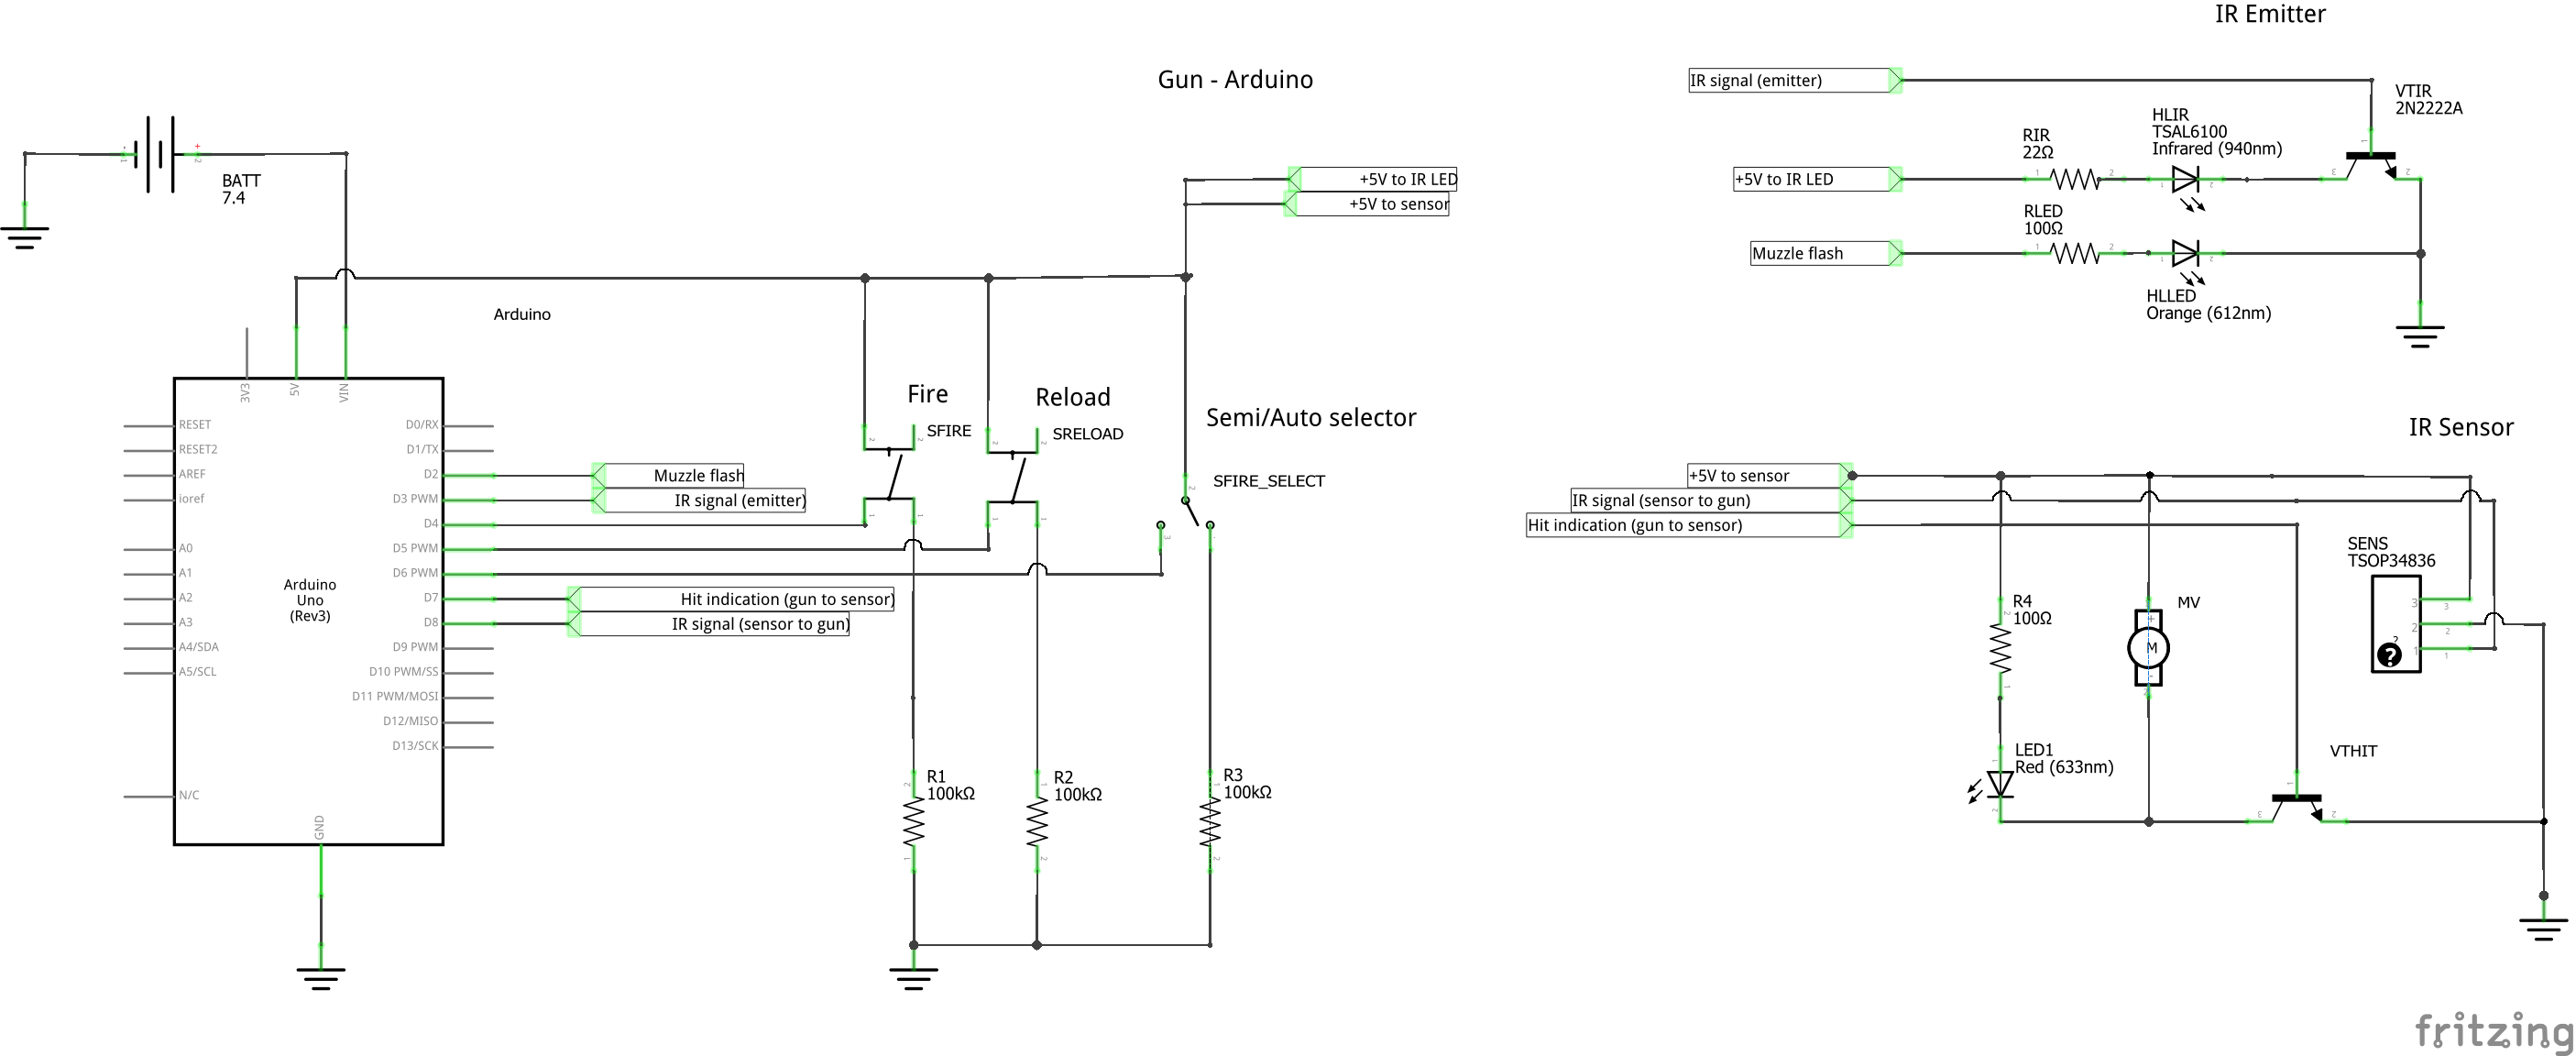 IR Emitter
Gun - Arduino
IR signal (emitter)
VTIR
2N2222A
HLIR
TSAL6100
Infrared (940nm)
RIR
22Ω
+5V to IR LED
RLED
100Ω
Muzzle flash
HLLED
Orange (612nm)
BATT
7.4
+5V to IR LED
+5V to sensor
Arduino
3V3
5V
VIN
Fire
Reload
SFIRE
SRELOAD
Semi/Auto selector
SFIRE_SELECT
RESET
RESET2
AREF
ioref
A0
A1
A2
A3
A4/SDA
A5/SCL
N/C
Arduino
Uno
(Rev3)
D0/RX
D1/TX
D2
D3 PWM
D4
D5 PWM
D6 PWM
D7
D8
D9 PWM
D10 PWM/SS
D11 PWM/MOSI
D12/MISO
D13/SCK
GND
Muzzle flash
IR signal (emitter)
Hit indication (gun to sensor)
IR signal (sensor to gun)
R1
100kΩ
R2
100kΩ
R3
100kΩ
IR Sensor
+5V to sensor
IR signal (sensor to gun)
Hit indication (gun to sensor)
SENS
TSOP34836
3
2
1
?
R4
100Ω
MV
M
LED1
Red (633nm)
VTHIT
fritzing